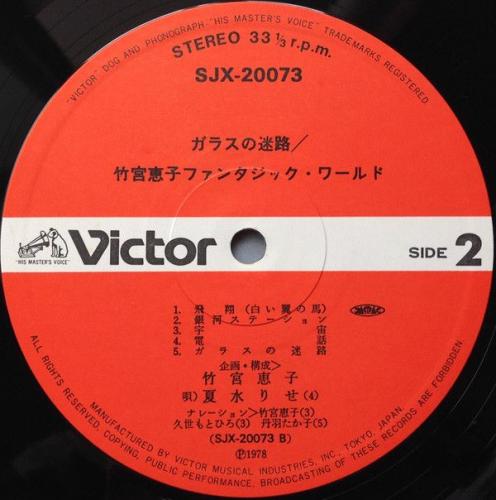 "VICTOR" DOG AND PHONOGRAPH·"HIS MASTER'S VOICE" TRADEMARKS REGISTERED
STEREO 33 1/3 r.p.m.
SJX-20073
ガラスの迷路/
竹宮恵子ファンタジック・ワールド
"HIS MASTER'S VOICE"
Victor
SIDE 2
1. 飛翔(白い翼の馬)
2. 銀河ステーション
3. 宇宙
4. 電話
5. ガラスの迷路
企画・構成>
竹宮恵子
唄)夏水りせ(4)
ナレーション>竹宮恵子(3)
久世もとひろ(3) 丹羽たか子(5)
(SJX-20073 B)
Ⓟ1978
MANUFACTURED BY VICTOR MUSICAL INDUSTRIES, INC., TOKYO, JAPAN.
ALL RIGHTS RESERVED, COPYING, PUBLIC PERFORMANCE, BROADCASTING OF THESE RECORDS ARE FORBIDDEN.